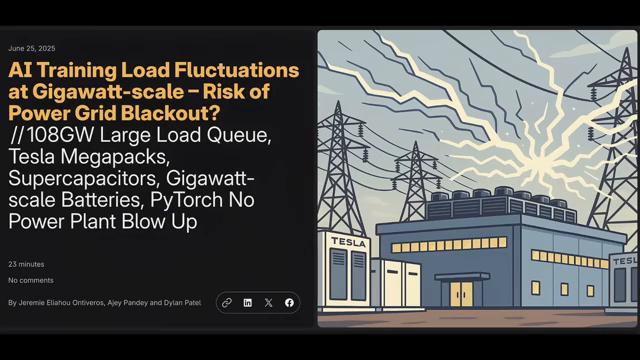 June 25, 2025
AI Training Load Fluctuations
at Gigawatt-scale – Risk of
Power Grid Blackout?
//108GW Large Load Queue,
Tesla Megapacks,
Supercapacitors, Gigawatt-
scale Batteries, PyTorch No
Power Plant Blow Up
23 minutes
No comments
By Jeremie Eliahou Ontiveros, Ajey Pandey and Dylan Patel
TESLA
TESL